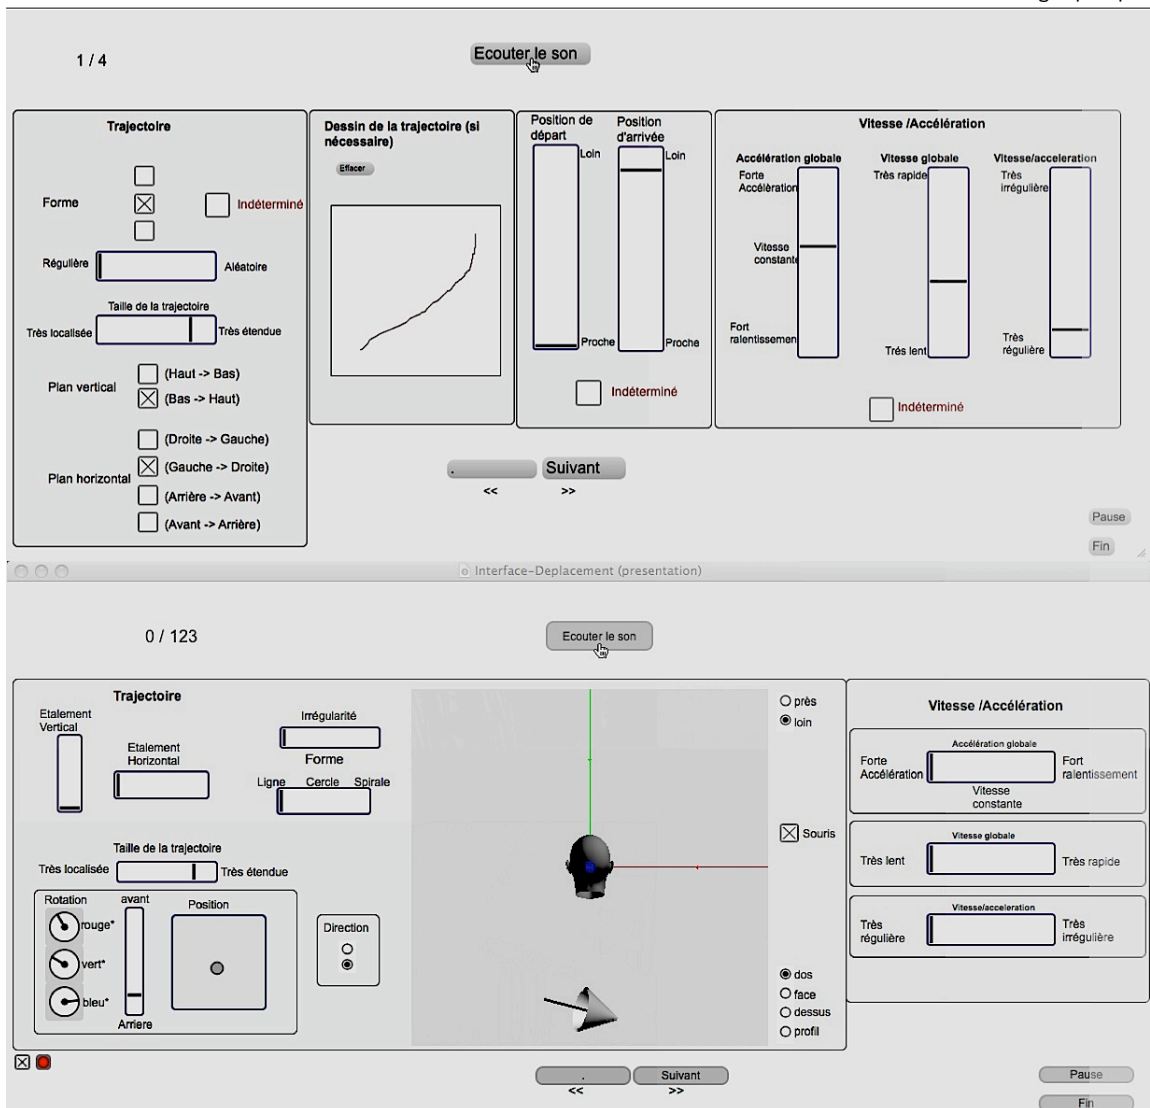 1 / 4
Ecouter le son
Trajectoire
Forme
Indéterminé
Régulière
Aléatoire
Taille de la trajectoire
Très localisée
Très étendue
Plan vertical
(Haut -> Bas)
(Bas -> Haut)
Plan horizontal
(Droite -> Gauche)
(Gauche -> Droite)
(Arrière -> Avant)
(Avant -> Arrière)
Dessin de la trajectoire (si
nécessaire)
Effacer
Position de
départ
Position
d'arrivée
Loin
Loin
Proche
Proche
Indéterminé
Vitesse /Accélération
Accélération globale
Forte
Accélération
Vitesse
constante
Fort
ralentissemen
Vitesse globale
Très rapide
Trés lent
Vitesse/acceleration
Très
irrégulière
Très
régulière
Indéterminé
. Suivant
<< >>
Pause
Fin
Interface-Deplacement (presentation)
0 / 123
Ecouter le son
Trajectoire
Etalement
Vertical
Etalement
Horizontal
Irrégularité
Forme
Ligne Cercle Spirale
Taille de la trajectoire
Très localisée
Très étendue
Rotation
rouge*
vert*
bleu*
avant
Arriere
Position
Direction
près
loin
Souris
dos
face
dessus
profil
Vitesse /Accélération
Accélération globale
Forte
Accélération
Fort
ralentissement
Vitesse
constante
Vitesse globale
Très lent
Très rapide
Vitesse/acceleration
Très
régulière
Très
irrégulière
. Suivant
<< >>
Pause
Fin